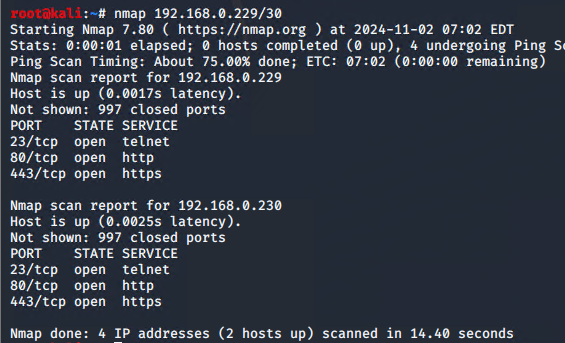 root@kali:~# nmap 192.168.0.229/30
Starting Nmap 7.80 ( https://nmap.org ) at 2024-11-02 07:02 EDT
Stats: 0:00:01 elapsed; 0 hosts completed (0 up), 4 undergoing Ping
Ping Scan Timing: About 75.00% done; ETC: 07:02 (0:00:00 remaining)
Nmap scan report for 192.168.0.229
Host is up (0.0017s latency).
Not shown: 997 closed ports
PORT    STATE SERVICE
23/tcp  open  telnet
80/tcp  open  http
443/tcp open  https

Nmap scan report for 192.168.0.230
Host is up (0.0025s latency).
Not shown: 997 closed ports
PORT    STATE SERVICE
23/tcp  open  telnet
80/tcp  open  http
443/tcp open  https

Nmap done: 4 IP addresses (2 hosts up) scanned in 14.40 seconds